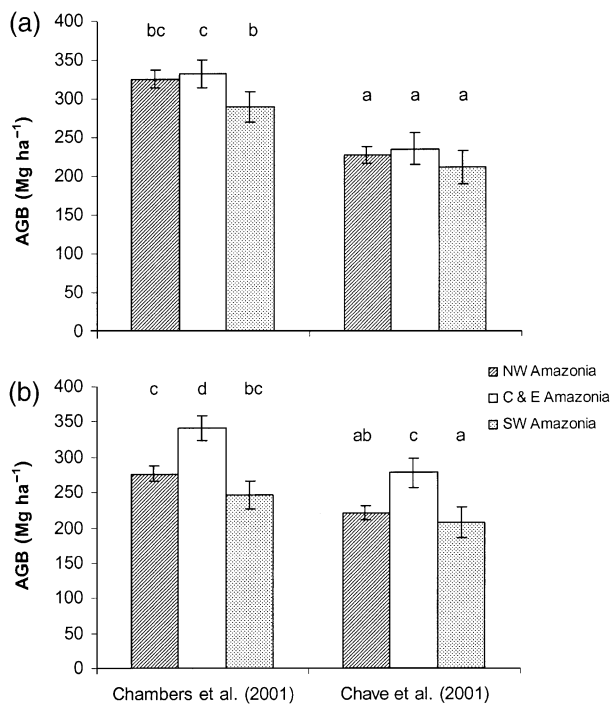 (a)
400
350
300
250
200
150
100
50
0
AGB (Mg ha⁻¹)
bc c b
a a a
NW Amazonia
C & E Amazonia
SW Amazonia
(b)
400
350
300
250
200
150
100
50
0
AGB (Mg ha⁻¹)
c d bc
ab c a
Chambers et al. (2001) Chave et al. (2001)